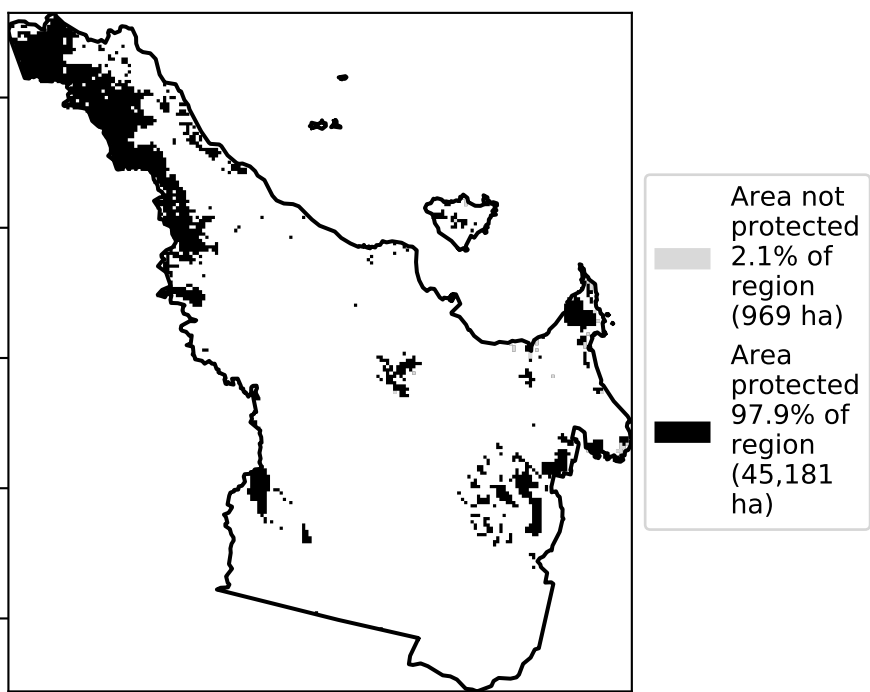 Area not
protected
2.1% of
region
(969 ha)
Area
protected
97.9% of
region
(45,181
ha)